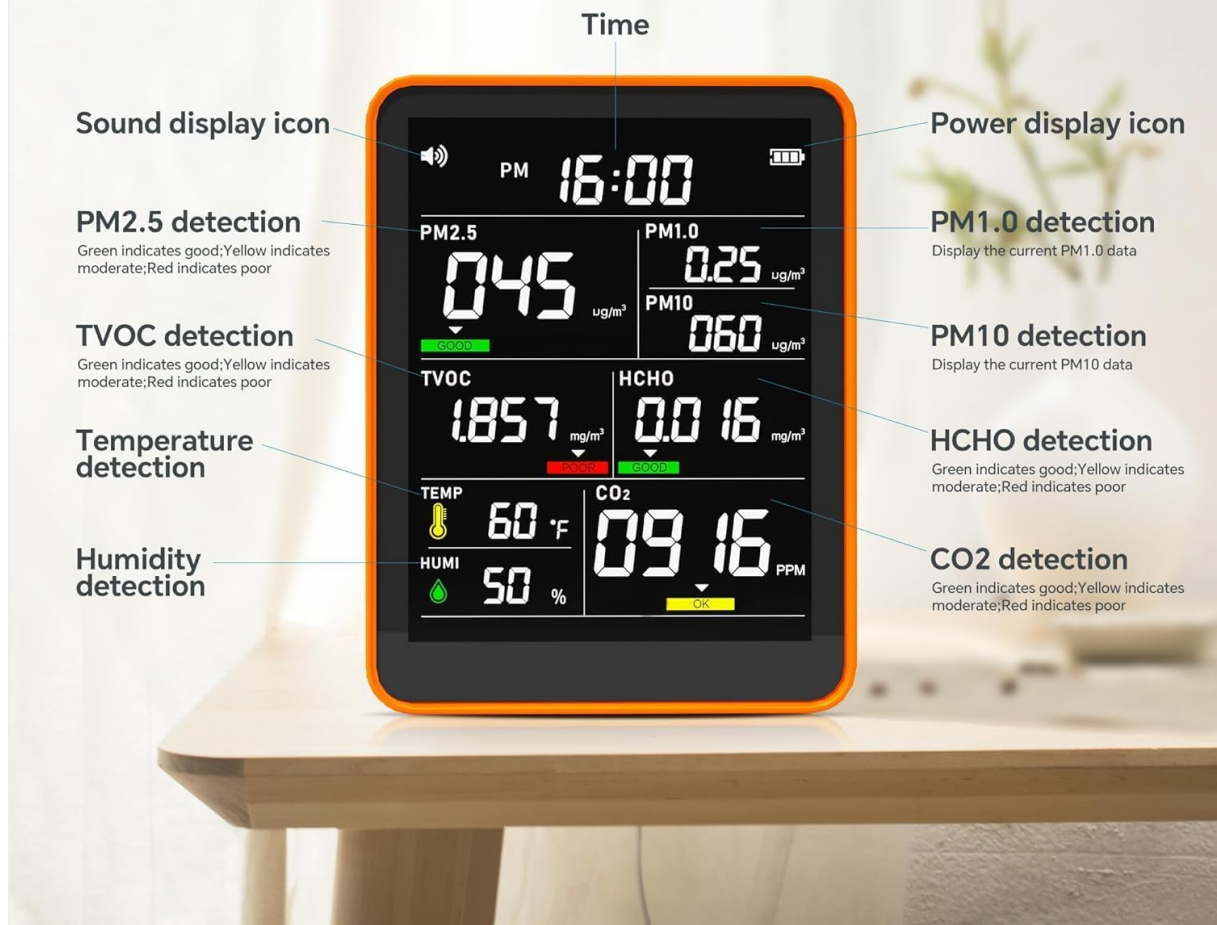 Time
Sound display icon
Power display icon
PM 16:00
PM2.5 detection
Green indicates good;Yellow indicates
moderate;Red indicates poor
PM2.5
045 ug/m³
GOOD
PM1.0
0.25 ug/m³
PM1.0 detection
Display the current PM1.0 data
PM10
060 ug/m³
PM10 detection
Display the current PM10 data
TVOC detection
Green indicates good;Yellow indicates
moderate;Red indicates poor
TVOC
1.857 mg/m³
POOR
HCHO
0.016 mg/m³
GOOD
HCHO detection
Green indicates good;Yellow indicates
moderate;Red indicates poor
Temperature
detection
TEMP
60 °F
Humidity
detection
HUMI
50 %
CO₂
0916 PPM
OK
CO2 detection
Green indicates good;Yellow indicates
moderate;Red indicates poor